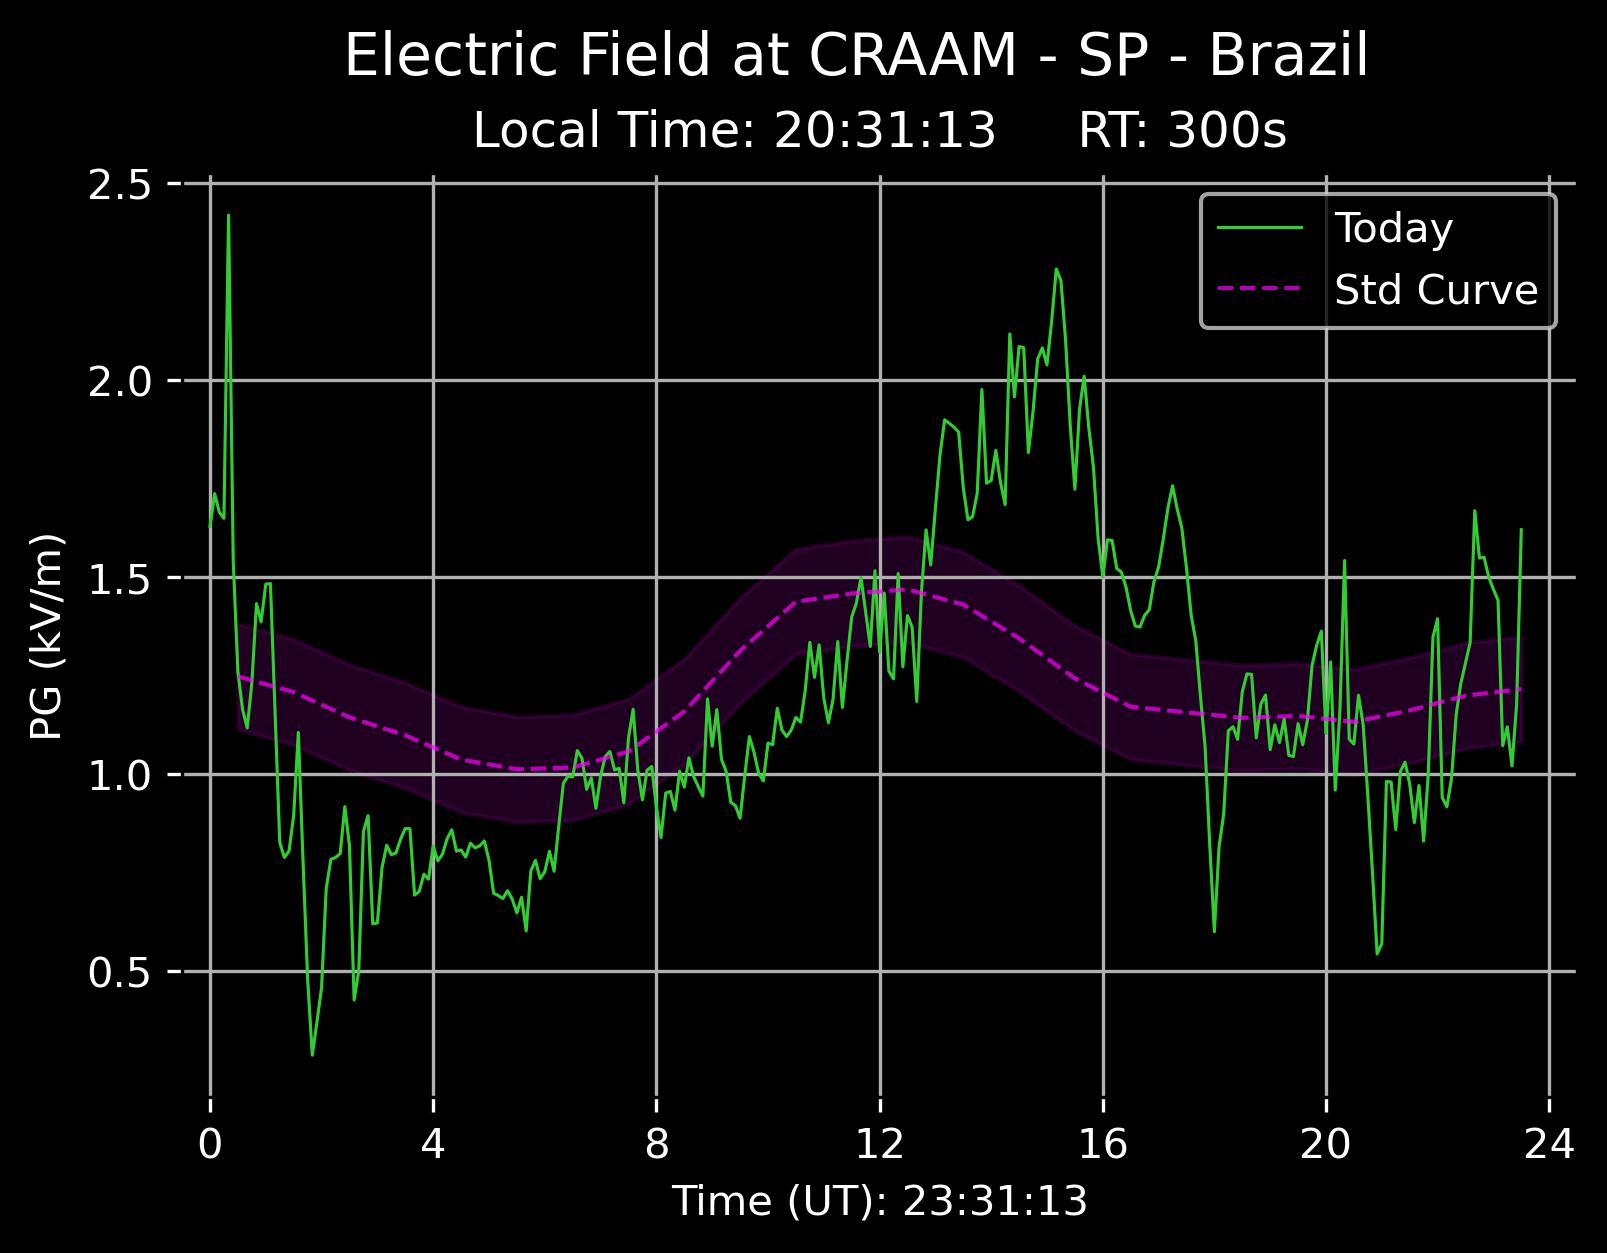 Electric Field at CRAAM - SP - Brazil
Local Time: 20:31:13 RT: 300s
2.5
Today
Std Curve
2.0
1.5
PG (kV/m)
1.0
0.5
0 4 8 12 16 20 24
Time (UT): 23:31:13